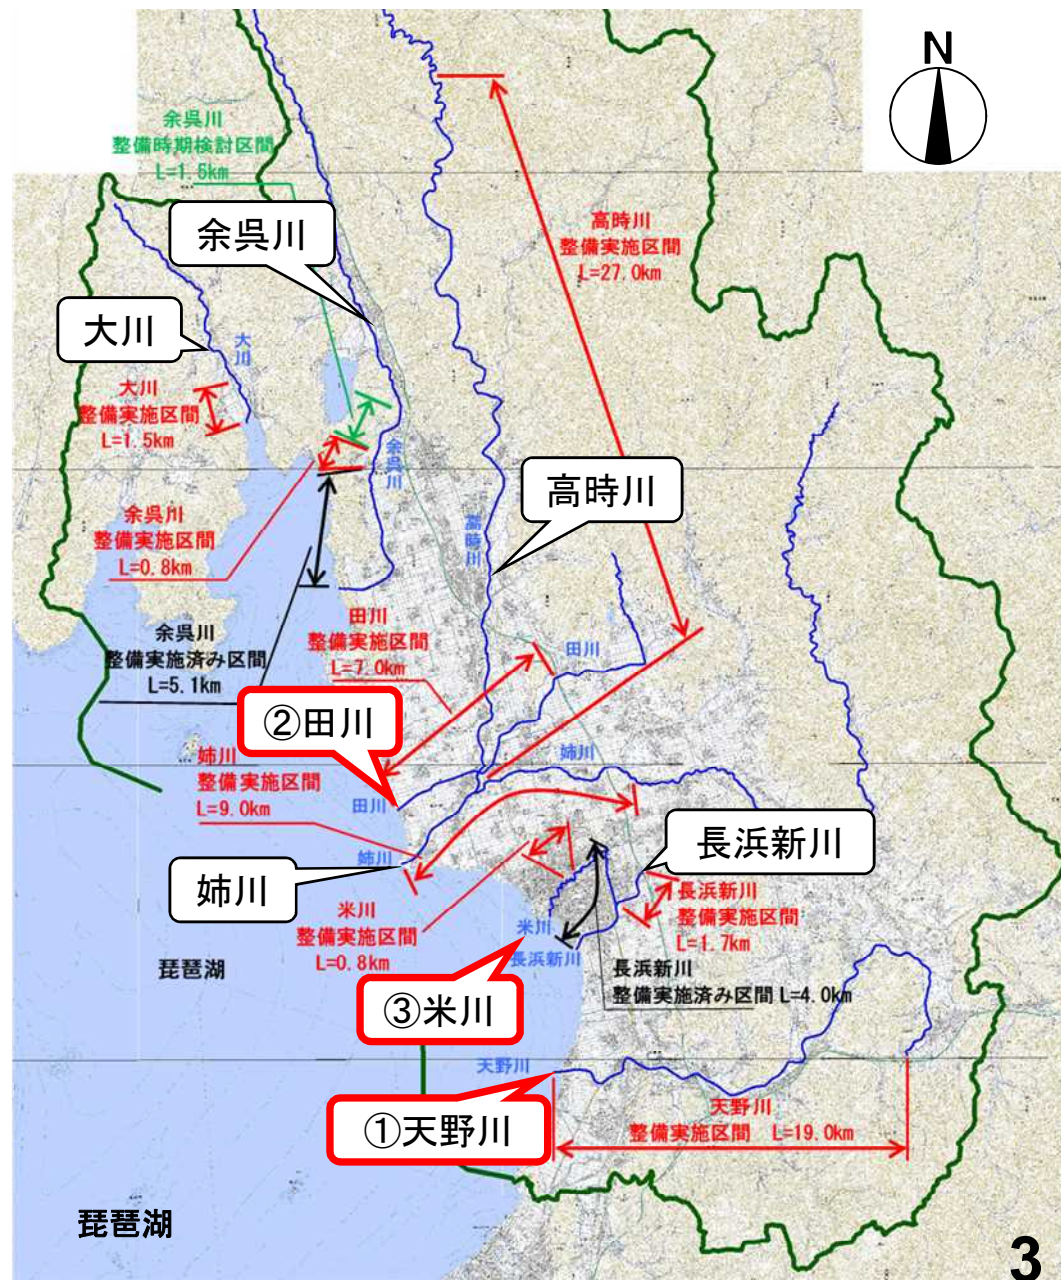 N
余呉川
整備時期検討区間
L=1.5km
余呉川
高時川
整備実施区間
L=27.0km
大川
大川
大川
整備実施区間
L=1.5km
余呉川
高時川
高時川
余呉川
整備実施区間
L=0.8km
田川
整備実施区間
L=7.0km
田川
余呉川
整備実施済み区間
L=5.1km
②田川
姉川
姉川
整備実施区間
L=9.0km
田川
姉川
姉川
長浜新川
長浜新川
整備実施区間
L=1.7km
米川
整備実施区間
L=0.8km
米川
長浜新川
琵琶湖
長浜新川
整備実施済み区間 L=4.0km
③米川
天野川
①天野川
天野川
整備実施区間 L=19.0km
琵琶湖
3